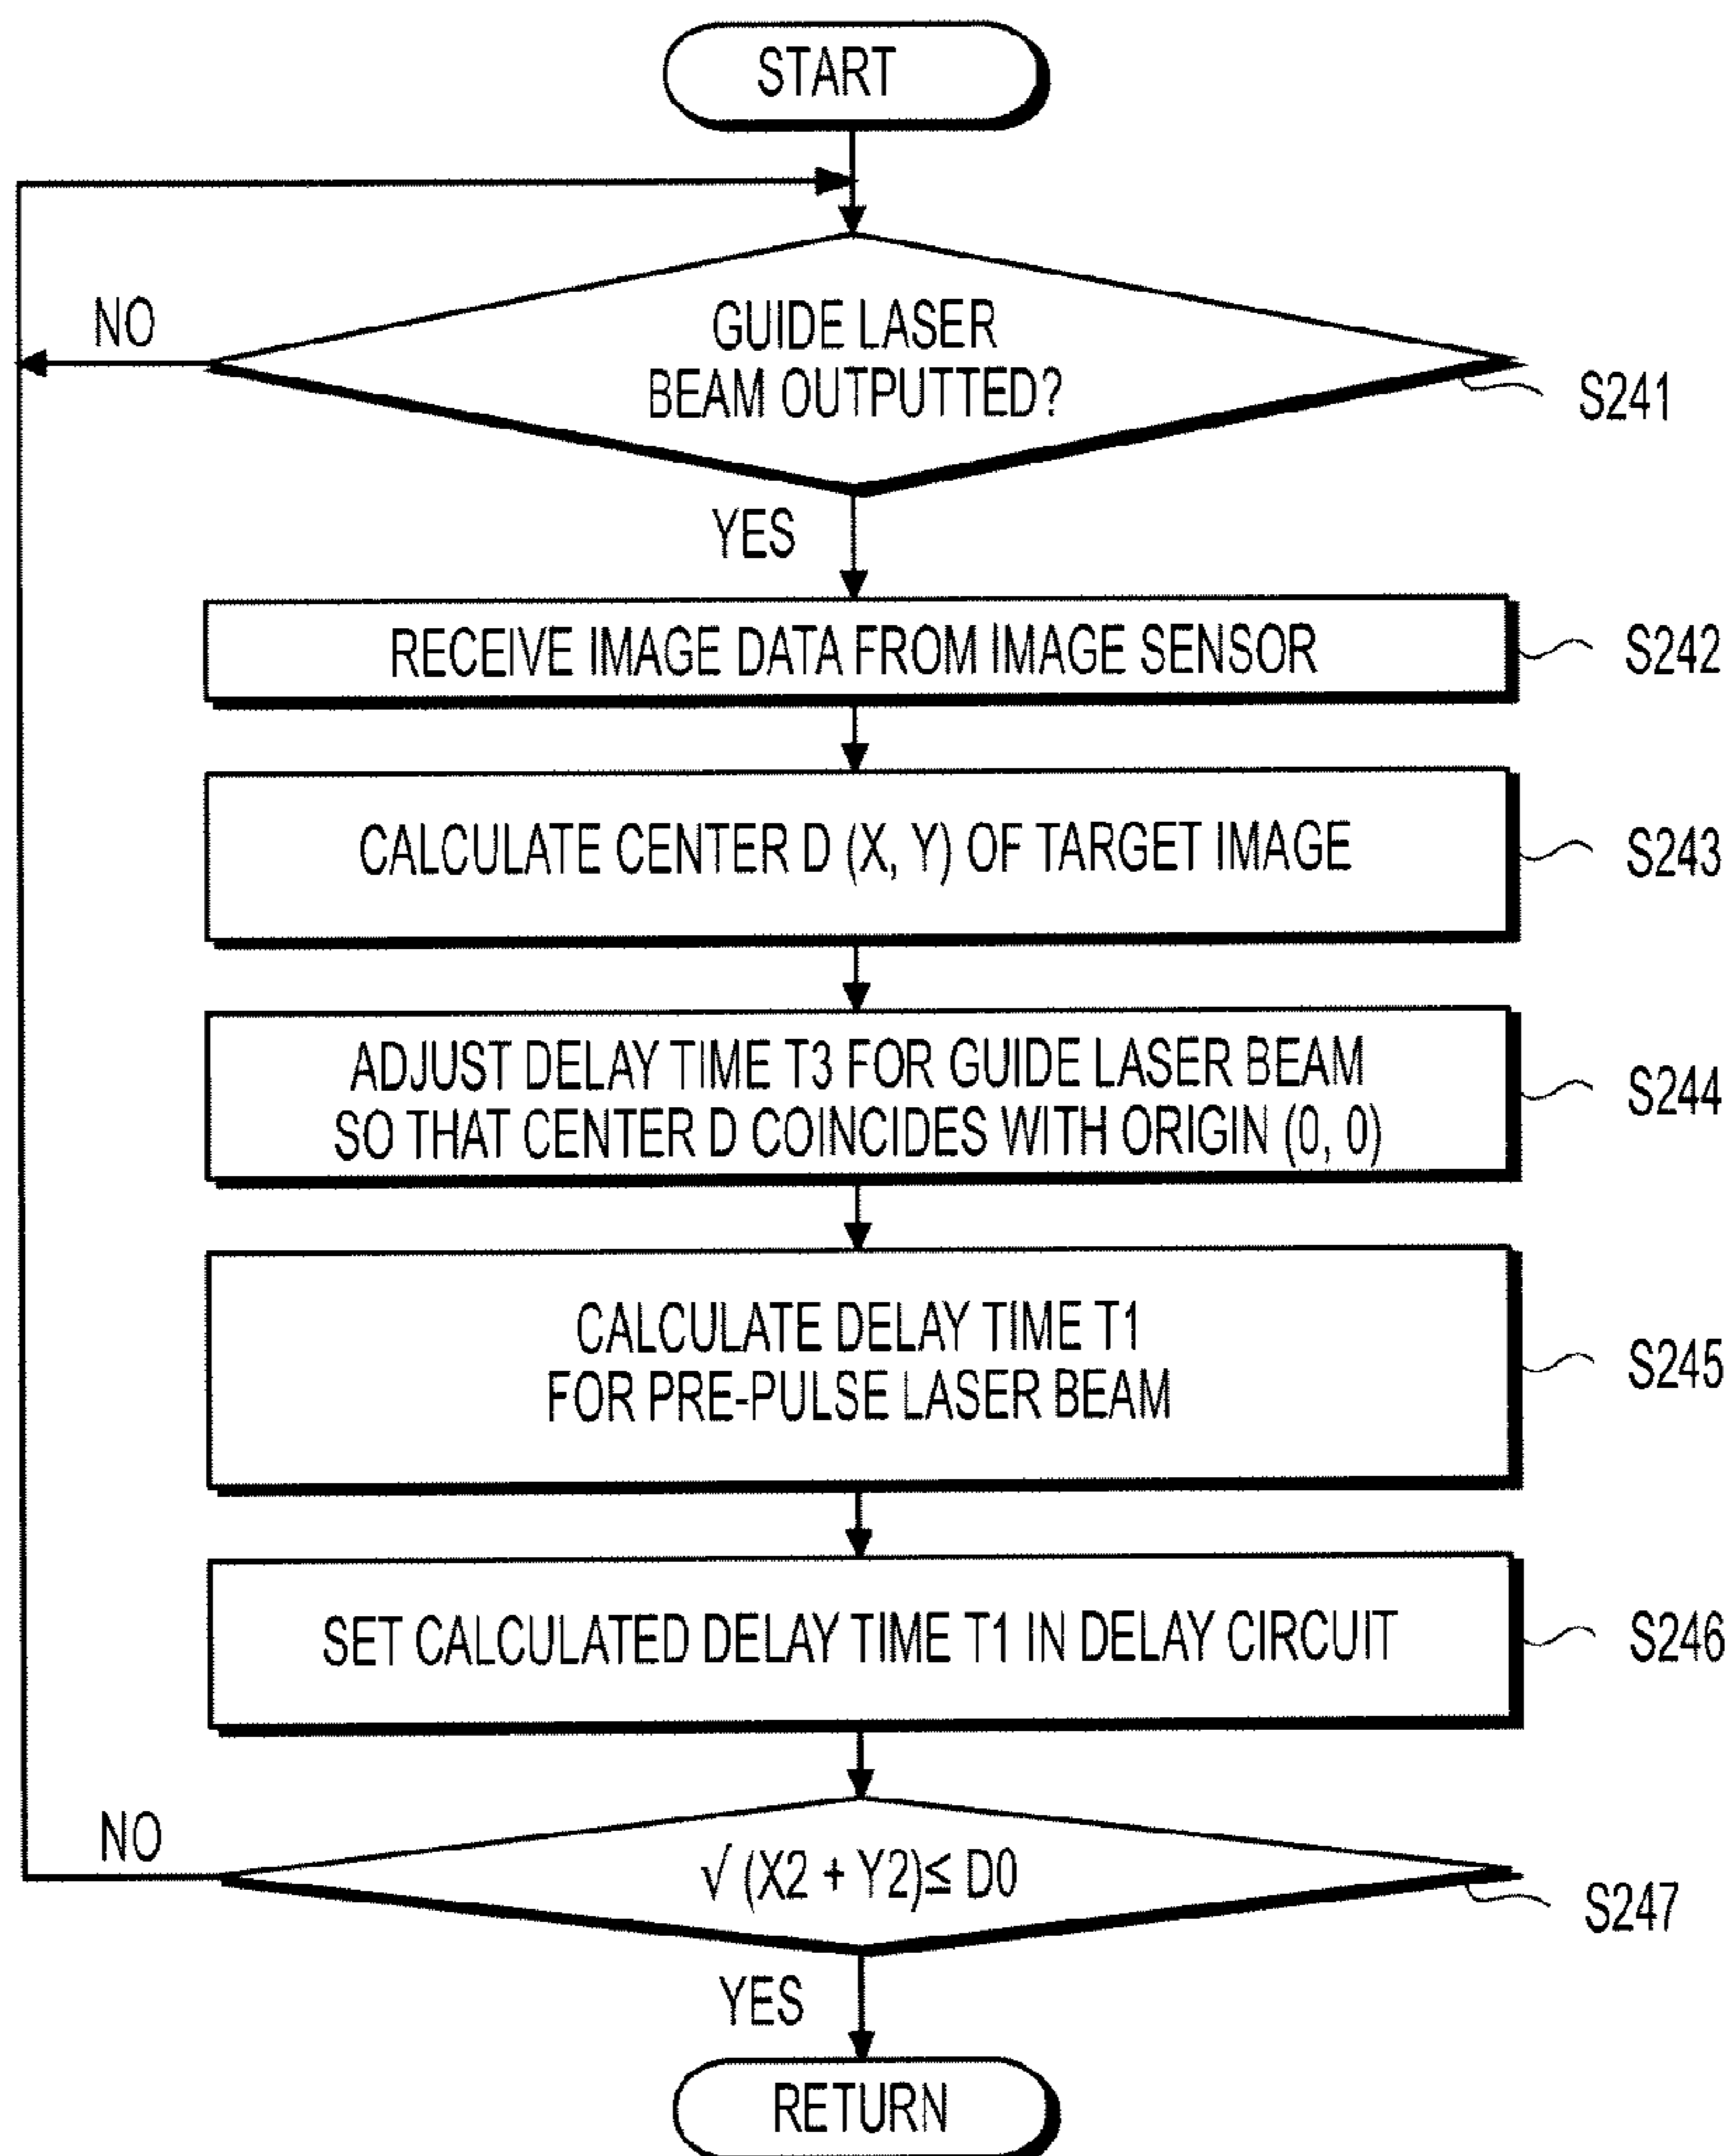 START
NO
GUIDE LASER
BEAM OUTPUTTED?
S241
YES
RECEIVE IMAGE DATA FROM IMAGE SENSOR
S242
CALCULATE CENTER D (X, Y) OF TARGET IMAGE
S243
ADJUST DELAY TIME T3 FOR GUIDE LASER BEAM
SO THAT CENTER D COINCIDES WITH ORIGIN (0, 0)
S244
CALCULATE DELAY TIME T1
FOR PRE-PULSE LASER BEAM
S245
SET CALCULATED DELAY TIME T1 IN DELAY CIRCUIT
S246
NO
√ (X2 + Y2)≤ D0
S247
YES
RETURN